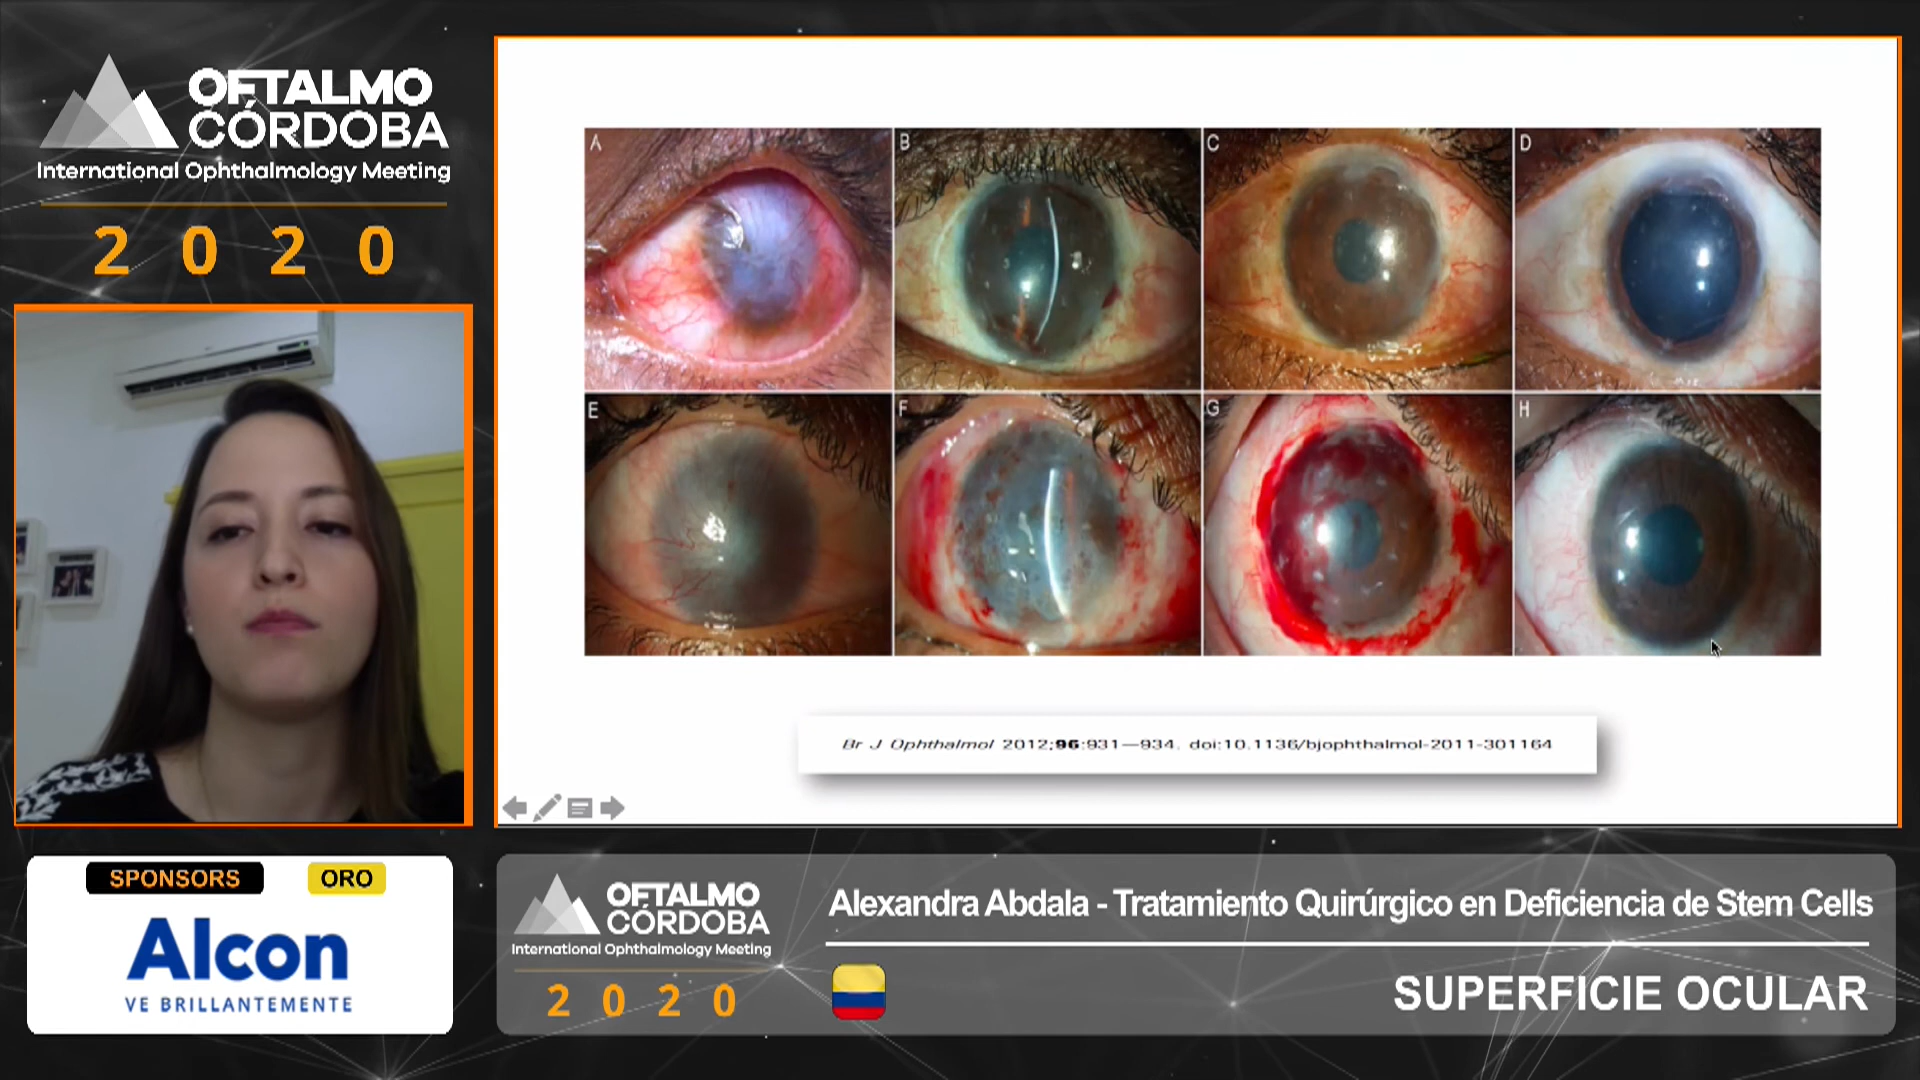 OFTALMO
CÓRDOBA
International Ophthalmology Meeting
2 0 2 0
A
B
C
D
E
F
G
H
Br J Ophthalmol 2012;96:931—934. doi:10.1136/bjophthalmol-2011-301164
SPONSORS
ORO
Alcon
VE BRILLANTEMENTE
OFTALMO
CÓRDOBA
International Ophthalmology Meeting
2 0 2 0
Alexandra Abdala - Tratamiento Quirúrgico en Deficiencia de Stem Cells
SUPERFICIE OCULAR